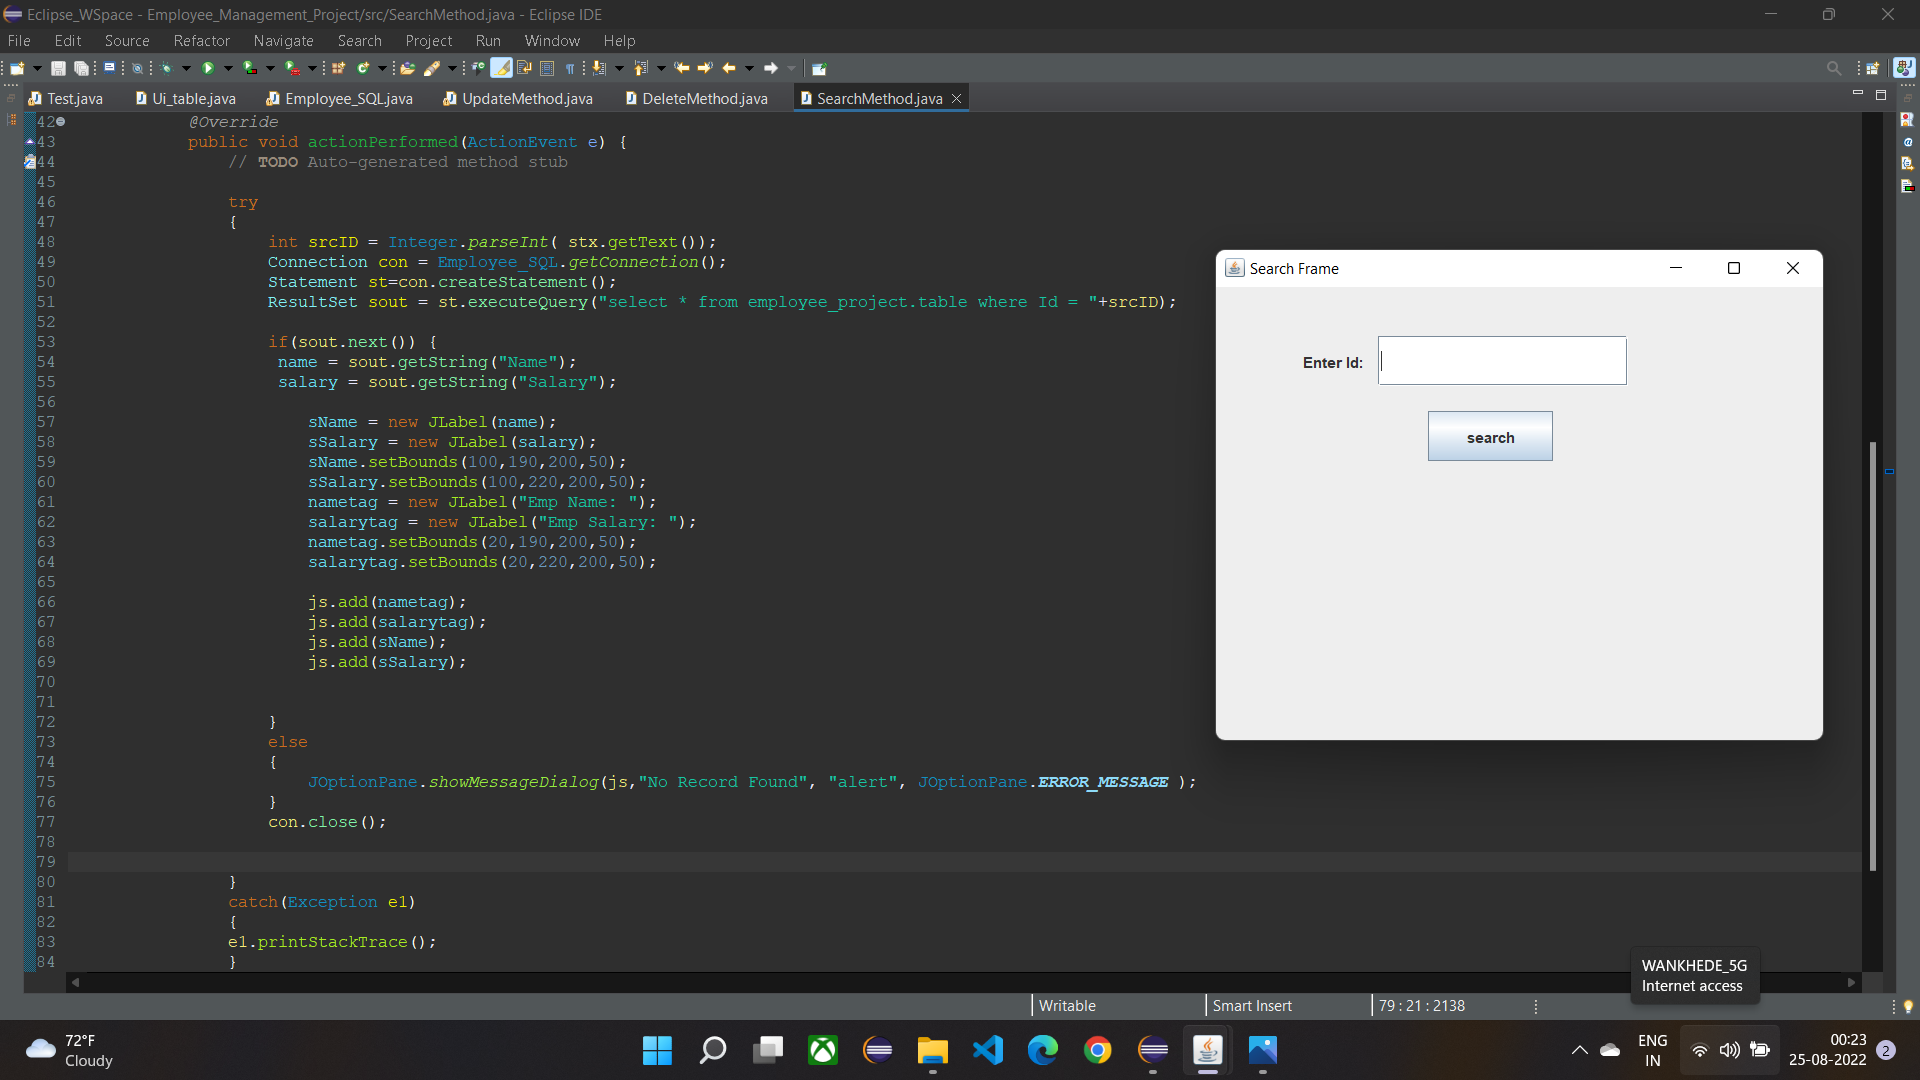 Eclipse_WSpace - Employee_Management_Project/src/SearchMethod.java - Eclipse IDE
File Edit Source Refactor Navigate Search Project Run Window Help
Test.java Ui_table.java Employee_SQL.java UpdateMethod.java DeleteMethod.java SearchMethod.java
42 @Override
43 public void actionPerformed(ActionEvent e) {
44 // TODO Auto-generated method stub
45
46 try
47 {
48 int srcID = Integer.parseInt( stx.getText());
49 Connection con = Employee_SQL.getConnection();
50 Statement st=con.createStatement();
51 ResultSet sout = st.executeQuery("select * from employee_project.table where Id = "+srcID);
52
53 if(sout.next()) {
54 name = sout.getString("Name");
55 salary = sout.getString("Salary");
56
57 sName = new JLabel(name);
58 sSalary = new JLabel(salary);
59 sName.setBounds(100,190,200,50);
60 sSalary.setBounds(100,220,200,50);
61 nametag = new JLabel("Emp Name: ");
62 salarytag = new JLabel("Emp Salary: ");
63 nametag.setBounds(20,190,200,50);
64 salarytag.setBounds(20,220,200,50);
65
66 js.add(nametag);
67 js.add(salarytag);
68 js.add(sName);
69 js.add(sSalary);
70
71
72 }
73 else
74 {
75 JOptionPane.showMessageDialog(js,"No Record Found", "alert", JOptionPane.ERROR_MESSAGE );
76 }
77 con.close();
78
79
80 }
81 catch(Exception e1)
82 {
83 e1.printStackTrace();
84 }
Search Frame
Enter Id:
search
WANKHEDE_5G
Internet access
Writable Smart Insert 79 : 21 : 2138
72°F
Cloudy
ENG
IN
00:23
25-08-2022
2